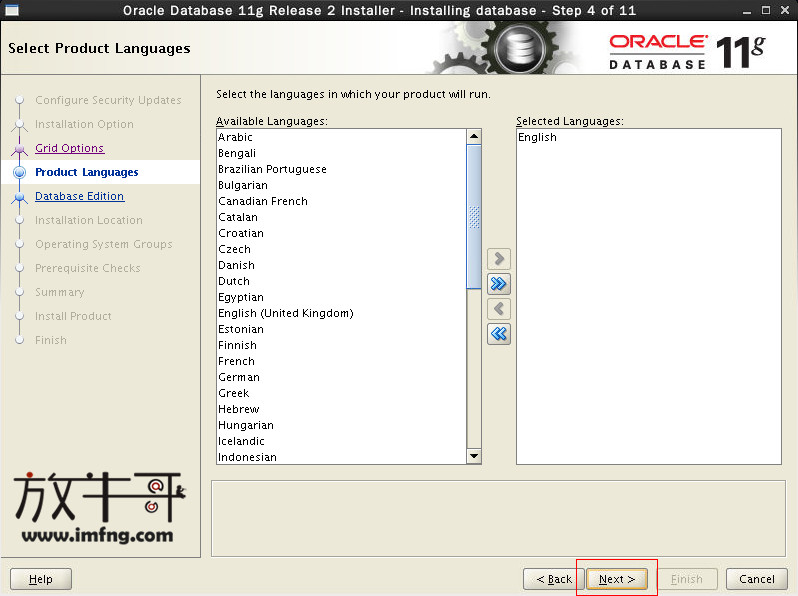 Oracle Database 11g Release 2 Installer - Installing database - Step 4 of 11
Select Product Languages
ORACLE
DATABASE 11g
Configure Security Updates
Installation Option
Grid Options
Product Languages
Database Edition
Installation Location
Operating System Groups
Prerequisite Checks
Summary
Install Product
Finish
Select the languages in which your product will run.
Available Languages:
Arabic
Bengali
Brazilian Portuguese
Bulgarian
Canadian French
Catalan
Croatian
Czech
Danish
Dutch
Egyptian
English (United Kingdom)
Estonian
Finnish
French
German
Greek
Hebrew
Hungarian
Icelandic
Indonesian
Selected Languages:
English
放牛哥
www.imfng.com
Help
< Back
Next >
Finish
Cancel